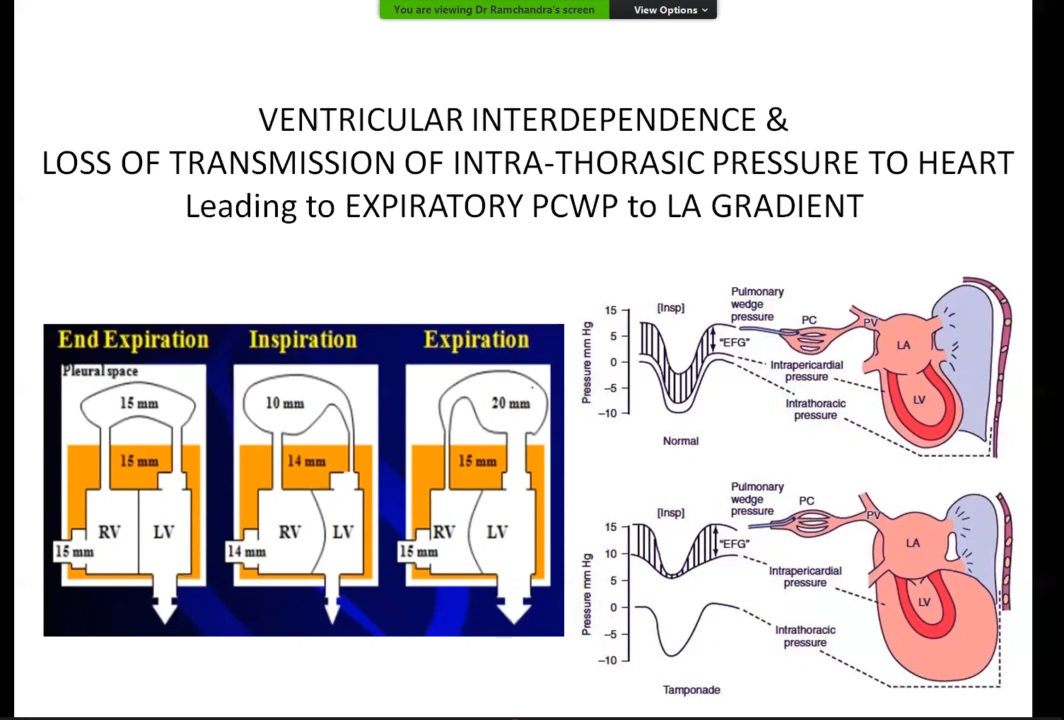 You are viewing Dr Ramchandra's screen
View Options
VENTRICULAR INTERDEPENDENCE &
LOSS OF TRANSMISSION OF INTRA-THORASIC PRESSURE TO HEART
Leading to EXPIRATORY PCWP to LA GRADIENT
End Expiration
Inspiration
Expiration
Pleural space
15 mm
15 mm
RV
LV
15 mm
10 mm
14 mm
RV
LV
14 mm
20 mm
15 mm
RV
LV
15 mm
Pressure mm Hg
15
5
0
−5
−10
[Insp]
Pulmonary
wedge
pressure
PC
PV
LA
LV
"EFG"
Intrapericardial
pressure
Intrathoracic
pressure
Normal
Pressure mm Hg
15
10
5
0
−5
−10
[Insp]
Pulmonary
wedge
pressure
PC
PV
LA
LV
"EFG"
Intrapericardial
pressure
Intrathoracic
pressure
Tamponade